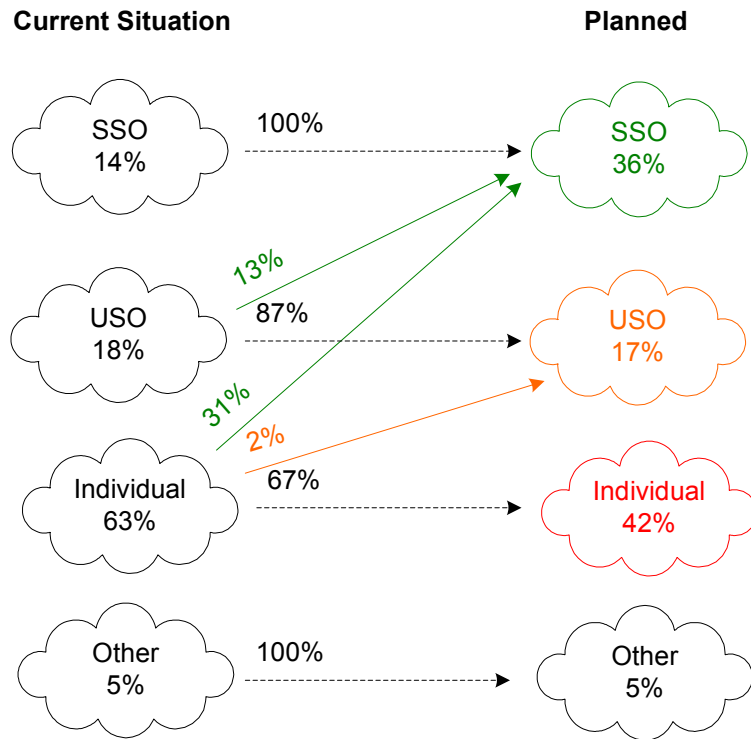 Current Situation
Planned
SSO
14%
100%
SSO
36%
13%
USO
18%
87%
USO
17%
31%
2%
Individual
63%
67%
Individual
42%
Other
5%
100%
Other
5%